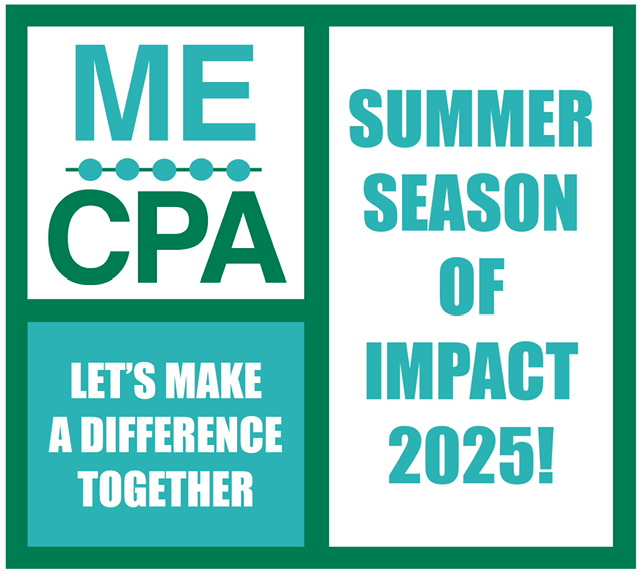 ME
CPA
LET'S MAKE
A DIFFERENCE
TOGETHER
SUMMER
SEASON
OF
IMPACT
2025!